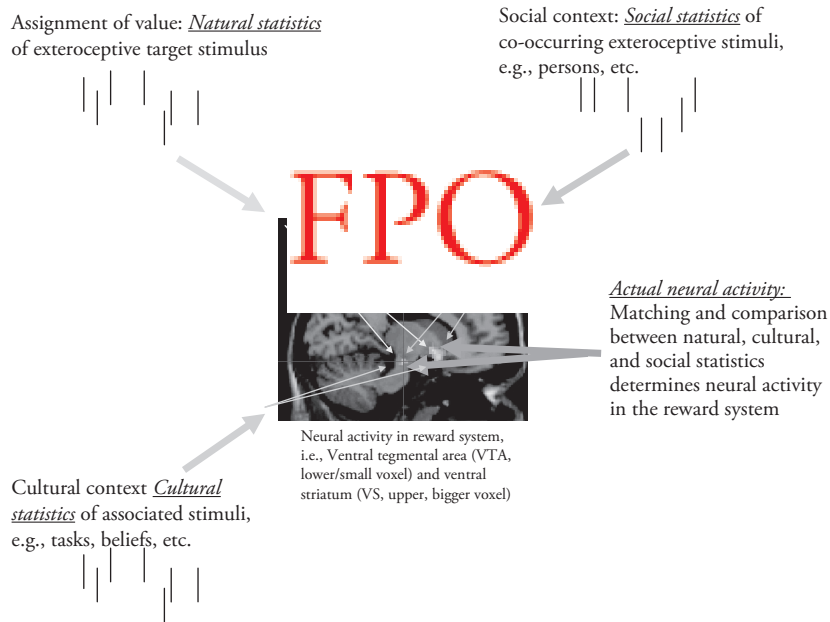 Assignment of value: Natural statistics
of exteroceptive target stimulus
Social context: Social statistics of
co-occurring exteroceptive stimuli,
e.g., persons, etc.
FPO
Actual neural activity:
Matching and comparison
between natural, cultural,
and social statistics
determines neural activity
in the reward system
Neural activity in reward system,
i.e., Ventral tegmental area (VTA,
lower/small voxel) and ventral
striatum (VS, upper, bigger voxel)
Cultural context Cultural
statistics of associated stimuli,
e.g., tasks, beliefs, etc.